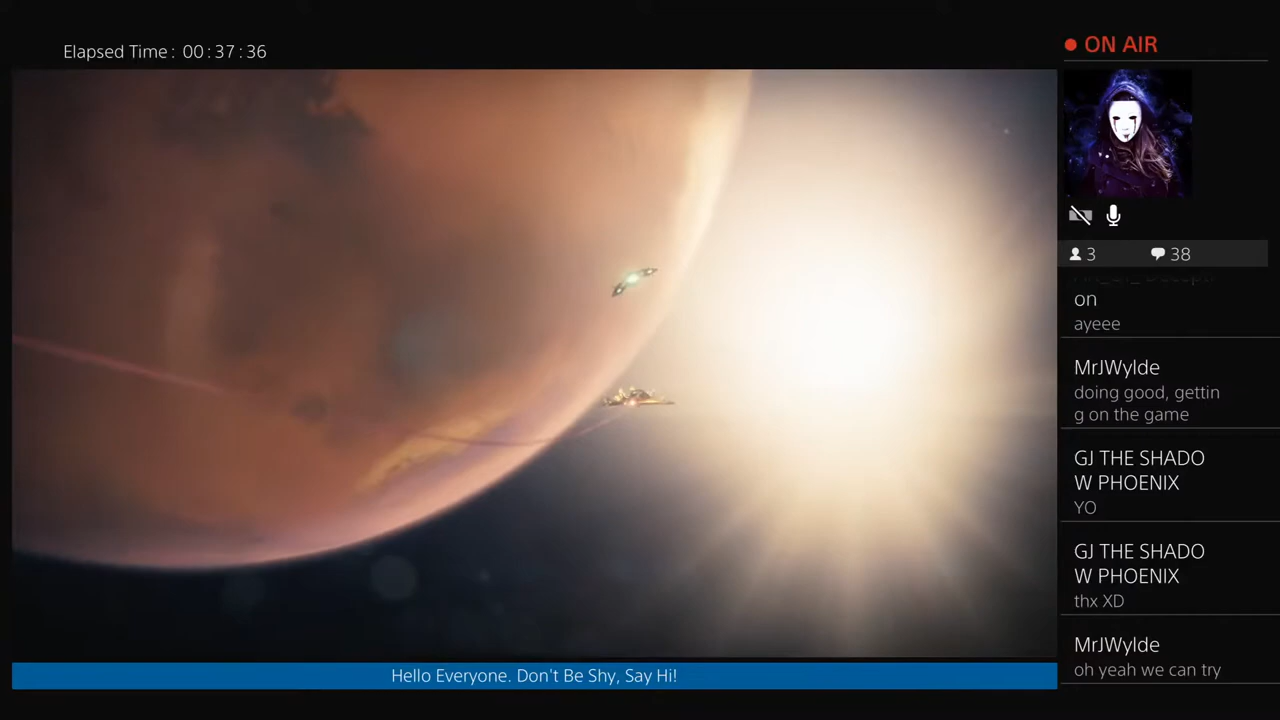 Elapsed Time: 00:37:36
ON AIR
3 38
on
ayeee
MrJWylde
doing good, gettin
g on the game
GJ THE SHADO
W PHOENIX
YO
GJ THE SHADO
W PHOENIX
thx XD
MrJWylde
oh yeah we can try
Hello Everyone. Don't Be Shy, Say Hi!